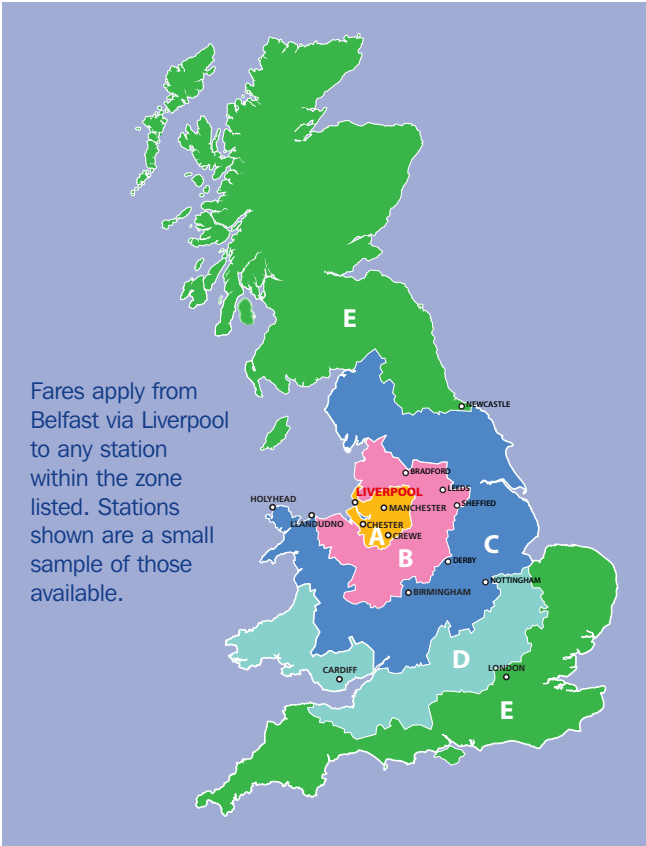 E
Fares apply from
Belfast via Liverpool
to any station
within the zone
listed. Stations
shown are a small
sample of those
available.
NEWCASTLE
BRADFORD
LEEDS
LIVERPOOL
HOLYHEAD
SHEFFIELD
MANCHESTER
LLANDUDNO
CHESTER
A
CREWE
C
B
DERBY
NOTTINGHAM
BIRMINGHAM
D
CARDIFF
LONDON
E